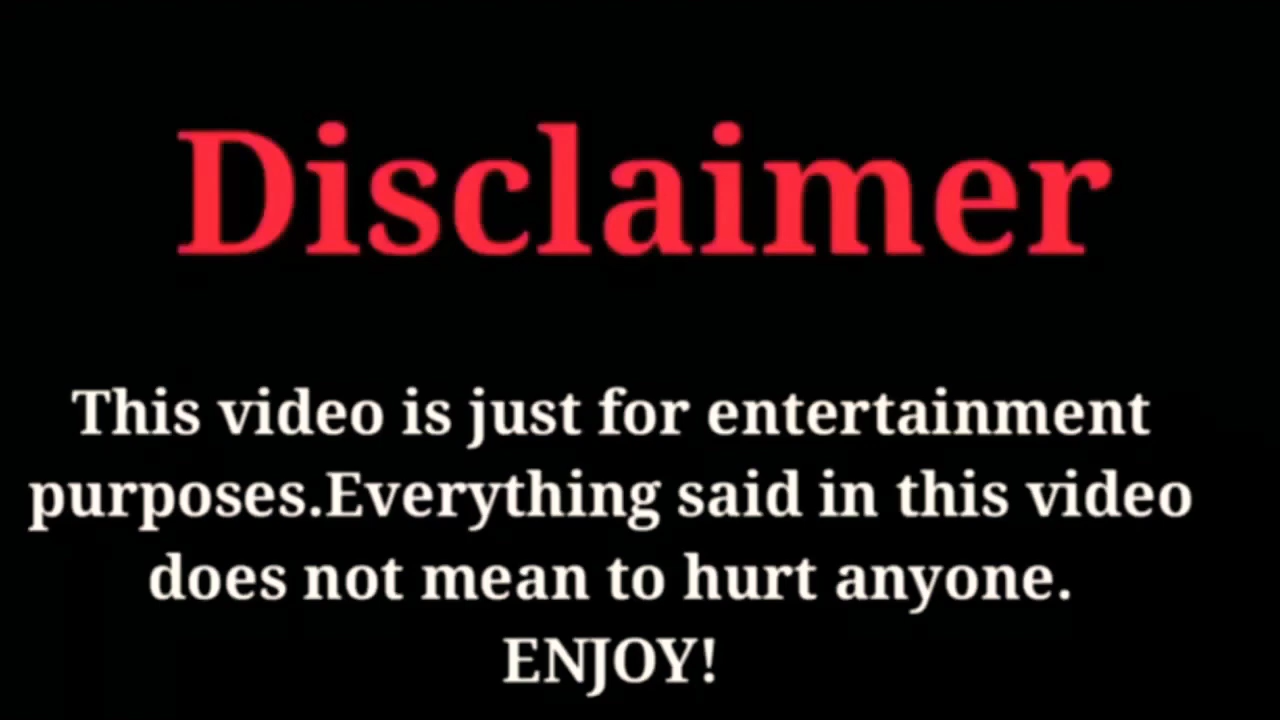 Disclaimer
This video is just for entertainment
purposes.Everything said in this video
does not mean to hurt anyone.
ENJOY!